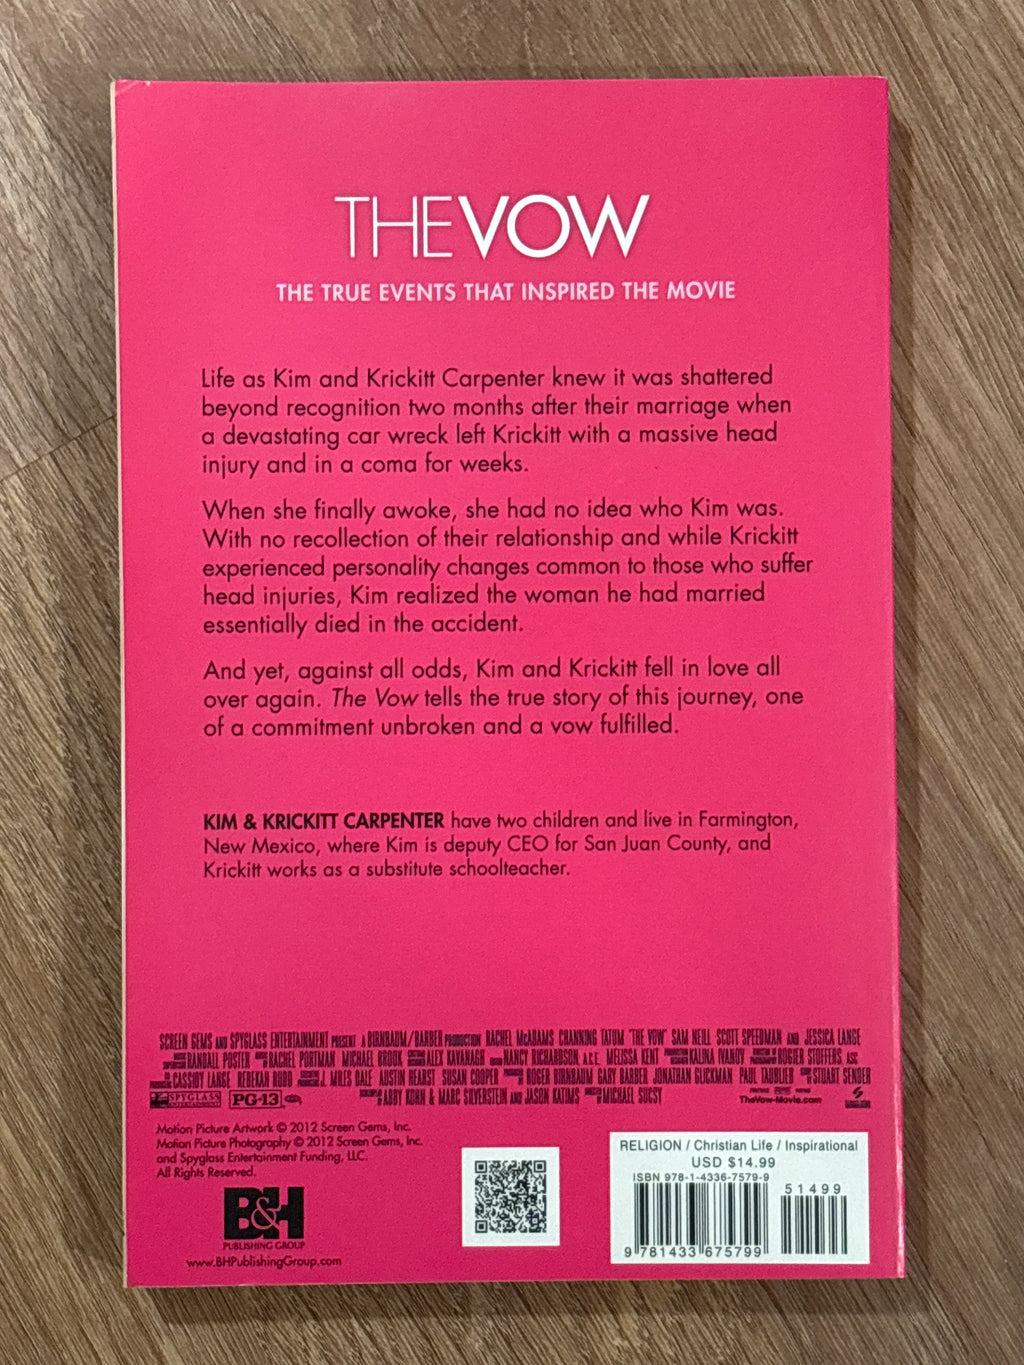 THEVOW
THE TRUE EVENTS THAT INSPIRED THE MOVIE
Life as Kim and Krickitt Carpenter knew it was shattered
beyond recognition two months after their marriage when
a devastating car wreck left Krickitt with a massive head
injury and in a coma for weeks.
When she finally awoke, she had no idea who Kim was.
With no recollection of their relationship and while Krickitt
experienced personality changes common to those who suffer
head injuries, Kim realized the woman he had married
essentially died in the accident.
And yet, against all odds, Kim and Krickitt fell in love all
over again. The Vow tells the true story of this journey, one
of a commitment unbroken and a vow fulfilled.
KIM & KRICKITT CARPENTER have two children and live in Farmington,
New Mexico, where Kim is deputy CEO for San Juan County, and
Krickitt works as a substitute schoolteacher.
SCREEN GEMS AND SPYGLASS ENTERTAINMENT PRESENT A BIRNBAUM/BARBER PRODUCTION RACHEL McADAMS CHANNING TATUM "THE VOW" SAM NEILL SCOTT SPEEDMAN AND JESSICA LANGE
RANDALL POSTER RACHEL PORTMAN MICHAEL BROOK ALEX KAVANAGH NANCY RICHARDSON, A.C.E. MELISSA KENT KALINA IVANOV ROGIER STOFFERS, ASC
CASSIDY LANGE REBEKAH RUDD J. MILES DALE AUSTIN HEARST SUSAN COOPER ROGER BIRNBAUM GARY BARBER JONATHAN GLICKMAN PAUL TAUBLIEB STUART SENDER
ABBY KOHN & MARC SILVERSTEIN AND JASON KATIMS MICHAEL SUCSY
SPYGLASS
ENTERTAINMENT
PG-13
TheVow-Movie.com
Motion Picture Artwork © 2012 Screen Gems, Inc.
Motion Picture Photography © 2012 Screen Gems, Inc.
and Spyglass Entertainment Funding, LLC.
All Rights Reserved.
B&H
PUBLISHING GROUP
www.BHPublishingGroup.com
RELIGION / Christian Life / Inspirational
USD $14.99
ISBN 978-1-4336-7579-9
51499
9 781433 675799